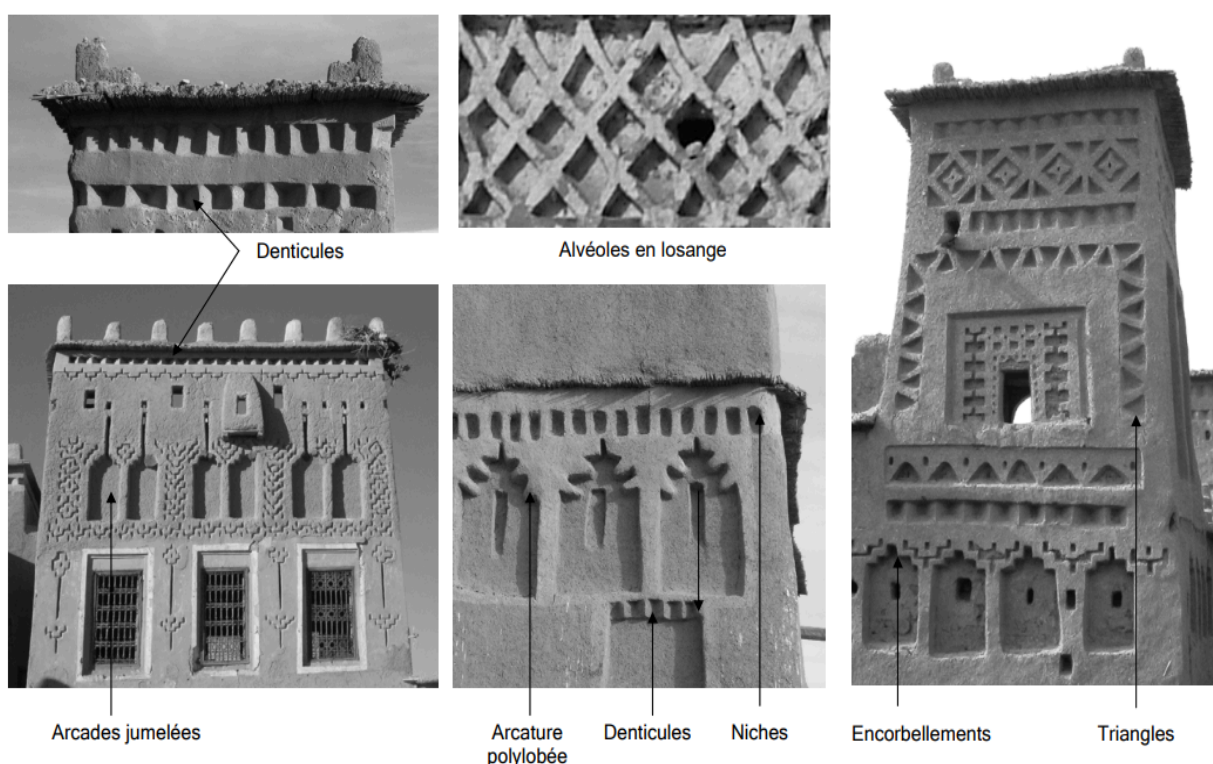 Denticules
Alvéoles en losange
Arcades jumelées
Arcature
polylobée
Denticules
Niches
Encorbellements
Triangles